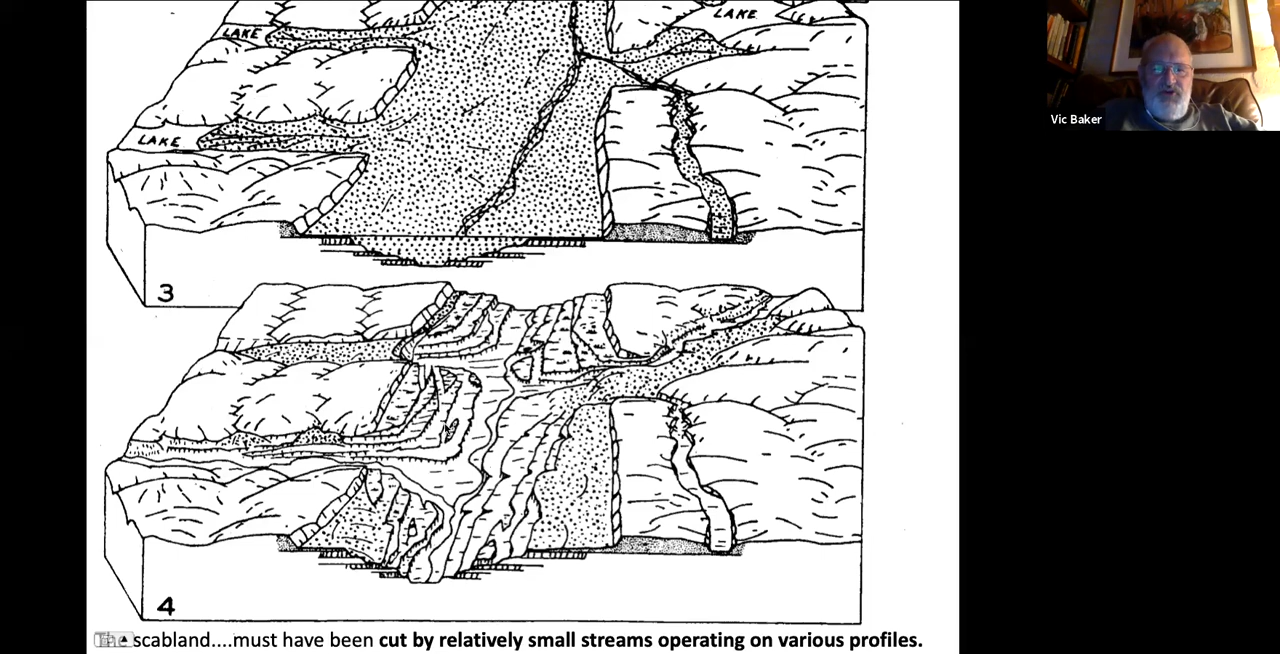 LAKE
LAKE
LAKE
Vic Baker
3
4
The scabland....must have been cut by relatively small streams operating on various profiles.